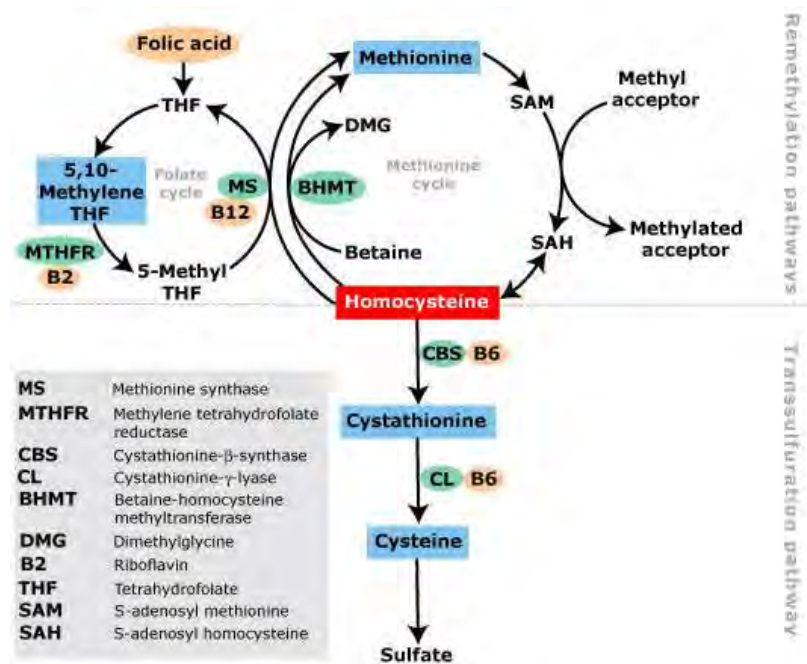 Folic acid
THF
5,10-
Methylene
THF
Folate
cycle
MTHFR
B2
5-Methyl
THF
MS
B12
BHMT
DMG
Betaine
Methionine
Methionine
cycle
SAM
SAH
Methyl
acceptor
Methylated
acceptor
Homocysteine
Remethylation pathways
CBS B6
Cystathionine
CL B6
Cysteine
Sulfate
Transsulfuration pathway
MS Methionine synthase
MTHFR Methylene tetrahydrofolate
reductase
CBS Cystathionine-β-synthase
CL Cystathionine-γ-lyase
BHMT Betaine-homocysteine
methyltransferase
DMG Dimethylglycine
B2 Riboflavin
THF Tetrahydrofolate
SAM S-adenosyl methionine
SAH S-adenosyl homocysteine